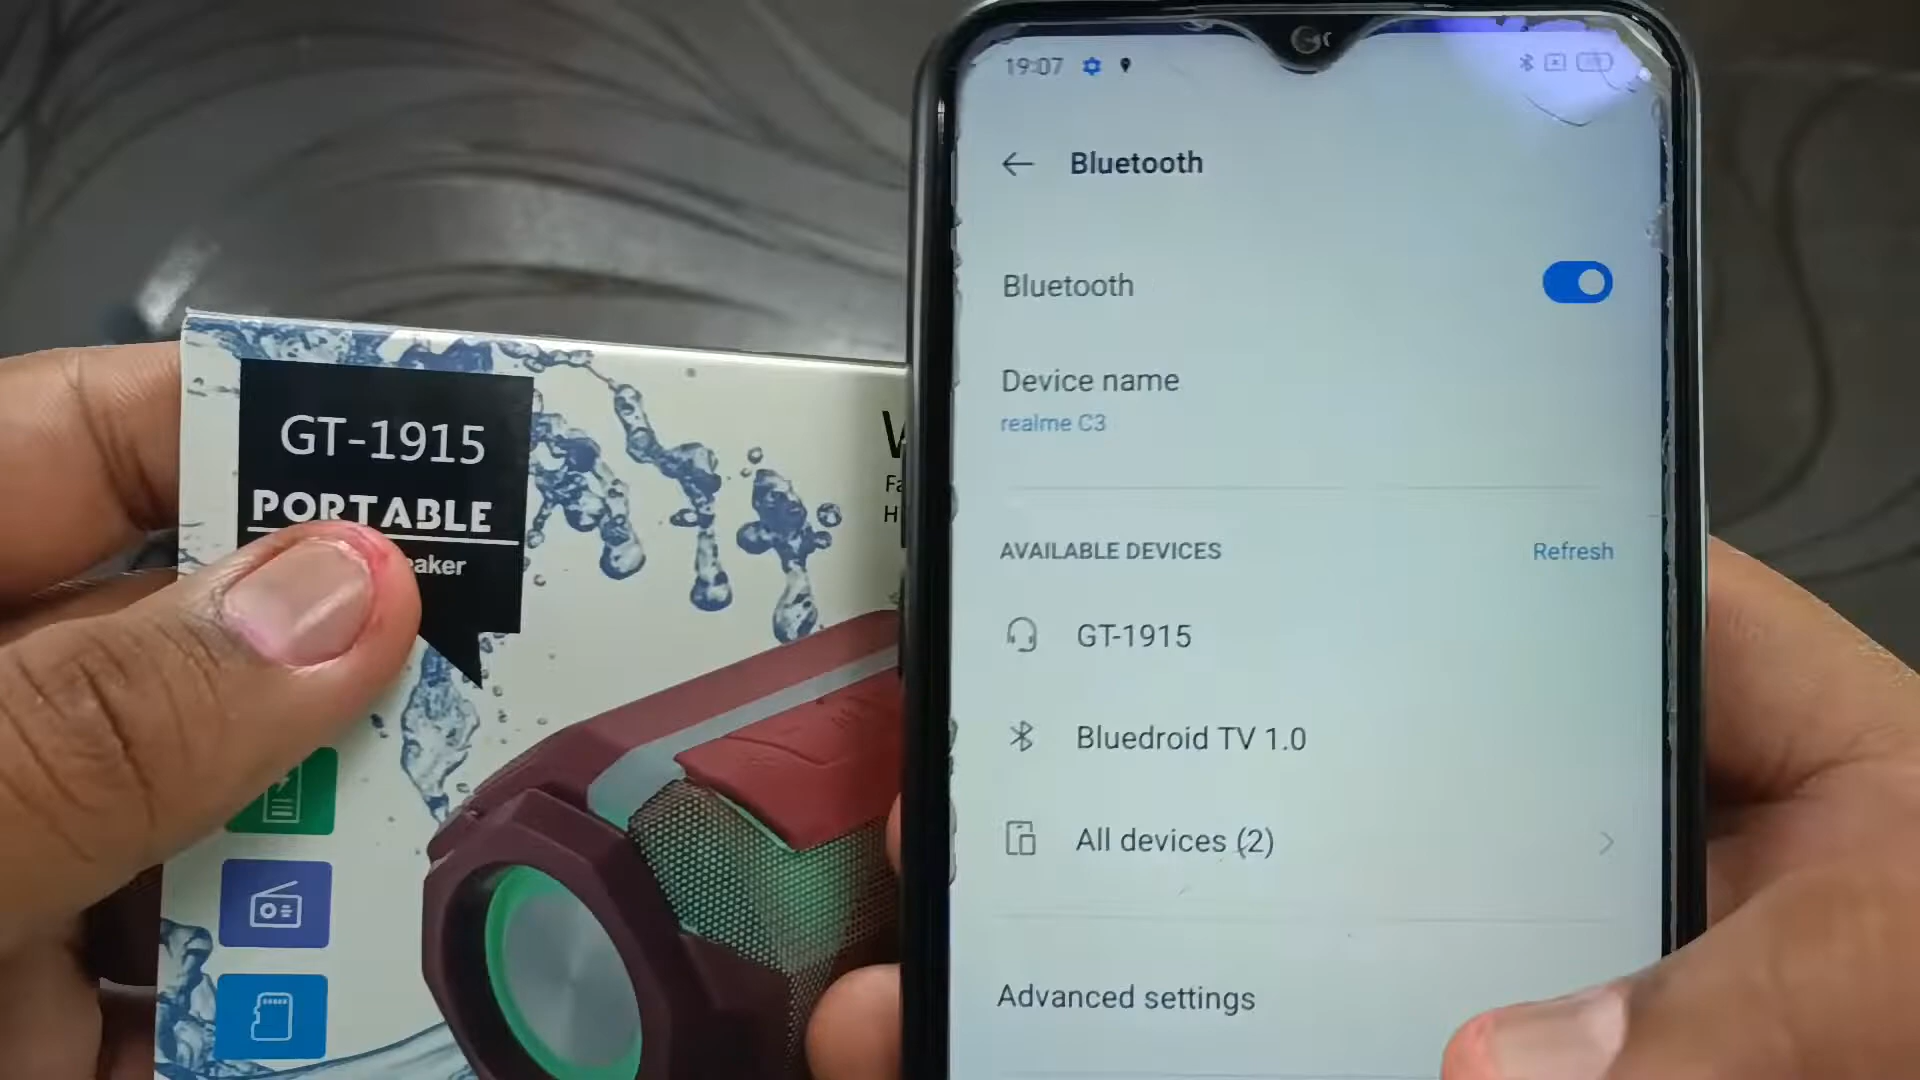 GT-1915
PORTABLE
19:07
Bluetooth
Bluetooth
Device name
realme C3
AVAILABLE DEVICES
Refresh
GT-1915
Bluedroid TV 1.0
All devices (2)
Advanced settings